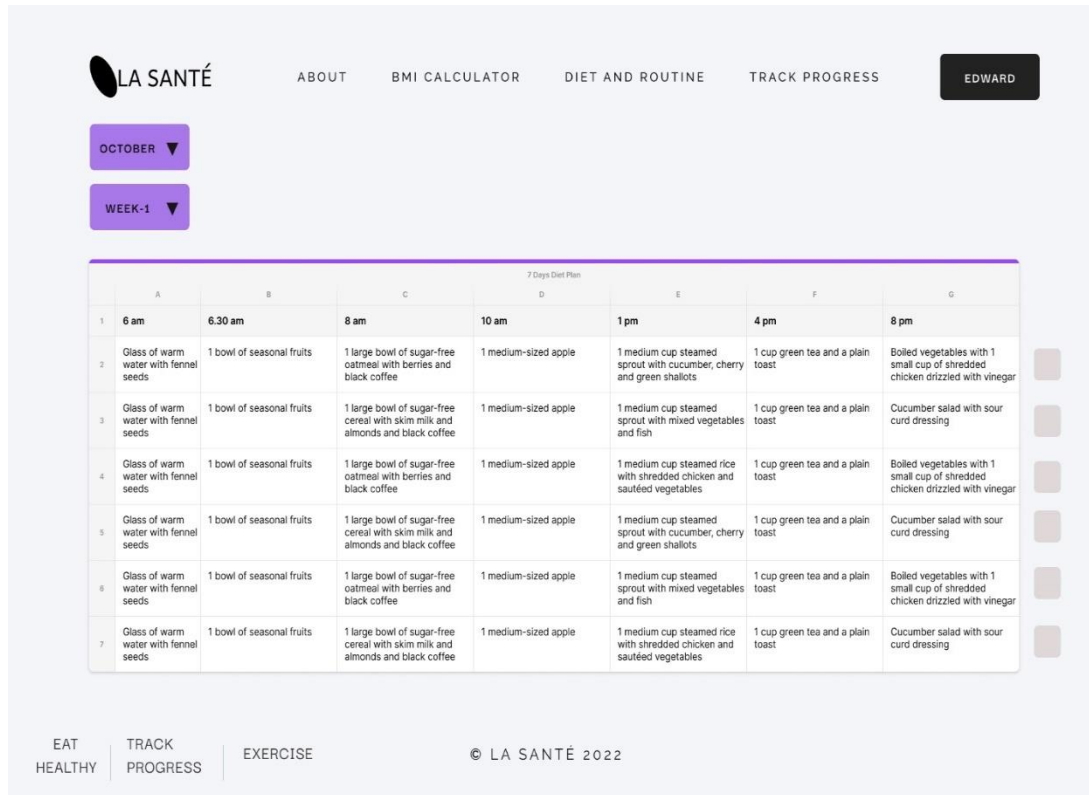 LA SANTÉ
ABOUT
BMI CALCULATOR
DIET AND ROUTINE
TRACK PROGRESS
EDWARD
OCTOBER ▼
WEEK-1 ▼
7 Days Diet Plan
A B C D E F G
1 6 am 6.30 am 8 am 10 am 1 pm 4 pm 8 pm
2
Glass of warm
water with fennel
seeds
1 bowl of seasonal fruits
1 large bowl of sugar-free
oatmeal with berries and
black coffee
1 medium-sized apple
1 medium cup steamed
sprout with cucumber, cherry
and green shallots
1 cup green tea and a plain
toast
Boiled vegetables with 1
small cup of shredded
chicken drizzled with vinegar
3
Glass of warm
water with fennel
seeds
1 bowl of seasonal fruits
1 large bowl of sugar-free
cereal with skim milk and
almonds and black coffee
1 medium-sized apple
1 medium cup steamed
sprout with mixed vegetables
and fish
1 cup green tea and a plain
toast
Cucumber salad with sour
curd dressing
4
Glass of warm
water with fennel
seeds
1 bowl of seasonal fruits
1 large bowl of sugar-free
oatmeal with berries and
black coffee
1 medium-sized apple
1 medium cup steamed rice
with shredded chicken and
sautéed vegetables
1 cup green tea and a plain
toast
Boiled vegetables with 1
small cup of shredded
chicken drizzled with vinegar
5
Glass of warm
water with fennel
seeds
1 bowl of seasonal fruits
1 large bowl of sugar-free
cereal with skim milk and
almonds and black coffee
1 medium-sized apple
1 medium cup steamed
sprout with cucumber, cherry
and green shallots
1 cup green tea and a plain
toast
Cucumber salad with sour
curd dressing
6
Glass of warm
water with fennel
seeds
1 bowl of seasonal fruits
1 large bowl of sugar-free
oatmeal with berries and
black coffee
1 medium-sized apple
1 medium cup steamed
sprout with mixed vegetables
and fish
1 cup green tea and a plain
toast
Boiled vegetables with 1
small cup of shredded
chicken drizzled with vinegar
7
Glass of warm
water with fennel
seeds
1 bowl of seasonal fruits
1 large bowl of sugar-free
cereal with skim milk and
almonds and black coffee
1 medium-sized apple
1 medium cup steamed rice
with shredded chicken and
sautéed vegetables
1 cup green tea and a plain
toast
Cucumber salad with sour
curd dressing
EAT
HEALTHY
TRACK
PROGRESS
EXERCISE
© LA SANTÉ 2022